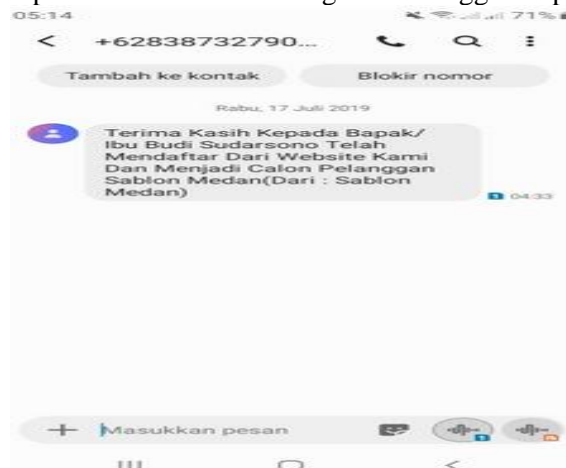 05:14
71%
+62838732790...
Tambah ke kontak
Blokir nomor
Rabu, 17 Juli 2019
Terima Kasih Kepada Bapak/
Ibu Budi Sudarsono Telah
Mendaftar Dari Website Kami
Dan Menjadi Calon Pelanggan
Sablon Medan(Dari : Sablon
Medan)
1 04:33
Masukkan pesan
1